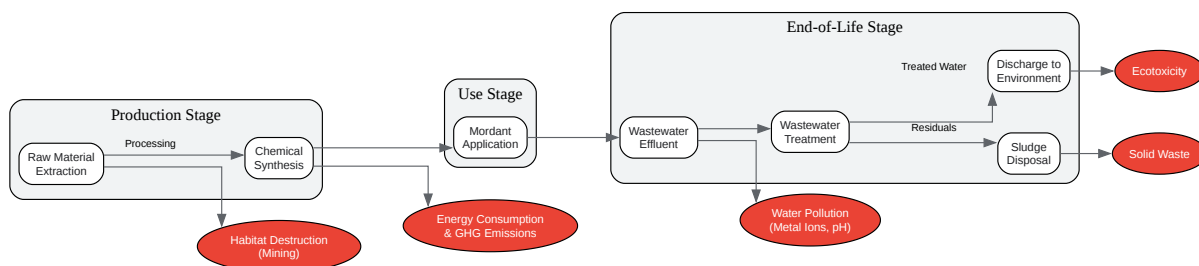 End-of-Life Stage
Treated Water
Discharge to
Environment
Ecotoxicity
Use Stage
Production Stage
Mordant
Application
Wastewater
Effluent
Wastewater
Treatment
Residuals
Processing
Raw Material
Extraction
Chemical
Synthesis
Sludge
Disposal
Solid Waste
Habitat Destruction
(Mining)
Energy Consumption
& GHG Emissions
Water Pollution
(Metal Ions, pH)